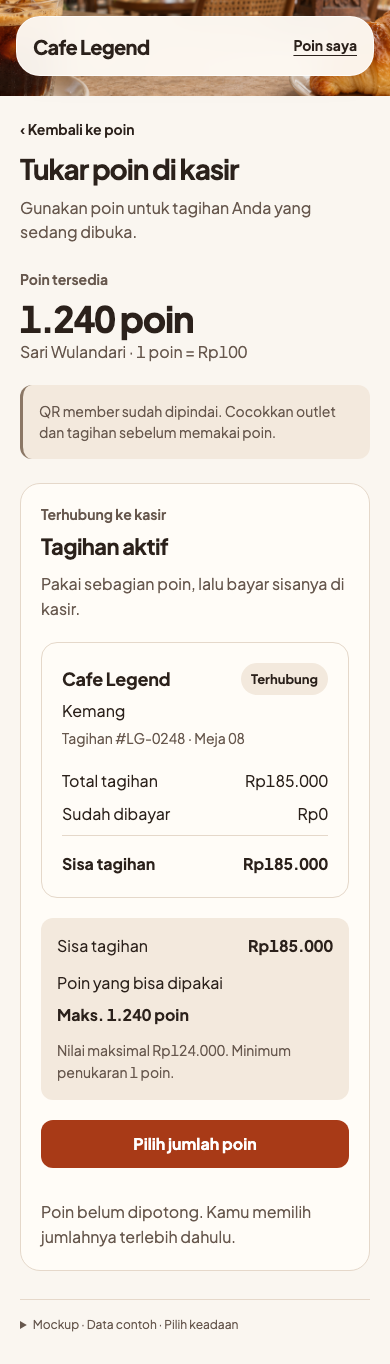 Cafe Legend
Poin saya
‹ Kembali ke poin
Tukar poin di kasir
Gunakan poin untuk tagihan Anda yang
sedang dibuka.
Poin tersedia
1.240 poin
Sari Wulandari · 1 poin = Rp100
QR member sudah dipindai. Cocokkan outlet
dan tagihan sebelum memakai poin.
Terhubung ke kasir
Tagihan aktif
Pakai sebagian poin, lalu bayar sisanya di
kasir.
Cafe Legend
Terhubung
Kemang
Tagihan #LG-0248 · Meja 08
Total tagihan Rp185.000
Sudah dibayar Rp0
Sisa tagihan Rp185.000
Sisa tagihan Rp185.000
Poin yang bisa dipakai
Maks. 1.240 poin
Nilai maksimal Rp124.000. Minimum
penukaran 1 poin.
Pilih jumlah poin
Poin belum dipotong. Kamu memilih
jumlahnya terlebih dahulu.
▶ Mockup · Data contoh · Pilih keadaan